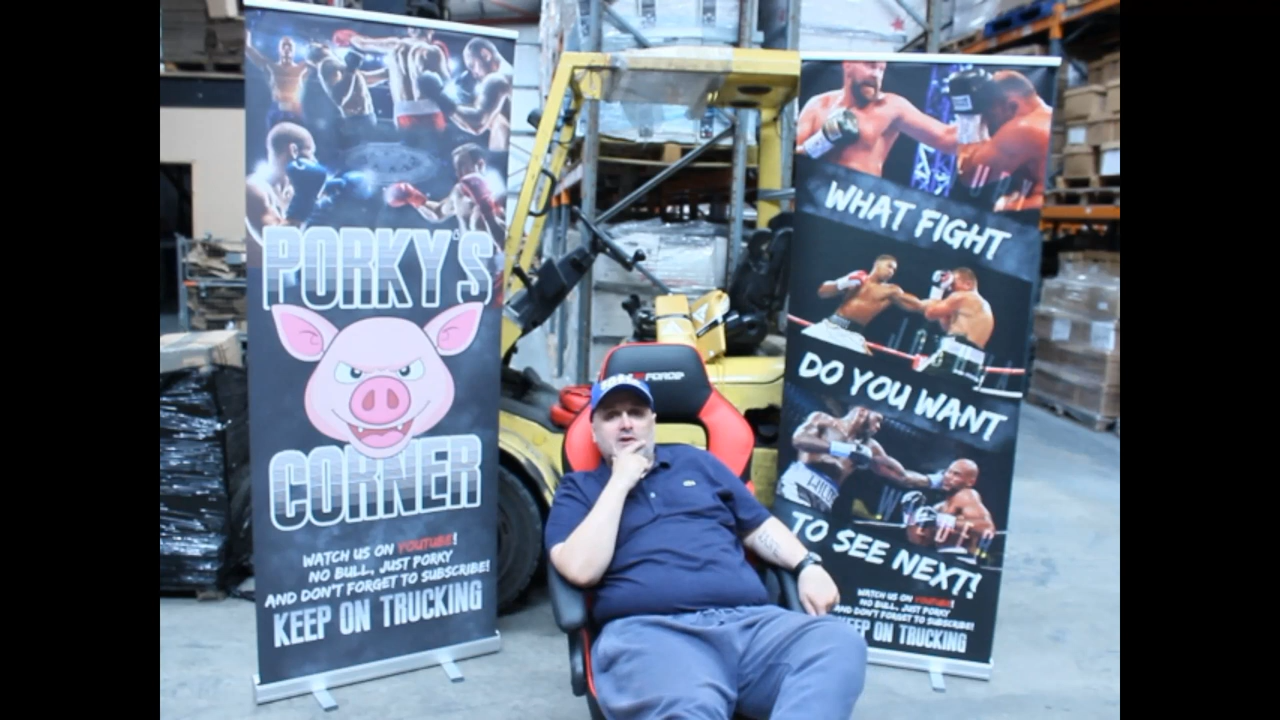 PORKY'S
CORNER
WATCH US ON YOUTUBE!
NO BULL, JUST PORKY
AND DON'T FORGET TO SUBSCRIBE!
KEEP ON TRUCKING
WHAT FIGHT
DO YOU WANT
TO SEE NEXT!
WATCH US ON YOUTUBE!
NO BULL, JUST PORKY
AND DON'T FORGET TO SUBSCRIBE!
KEEP ON TRUCKING
FORCE